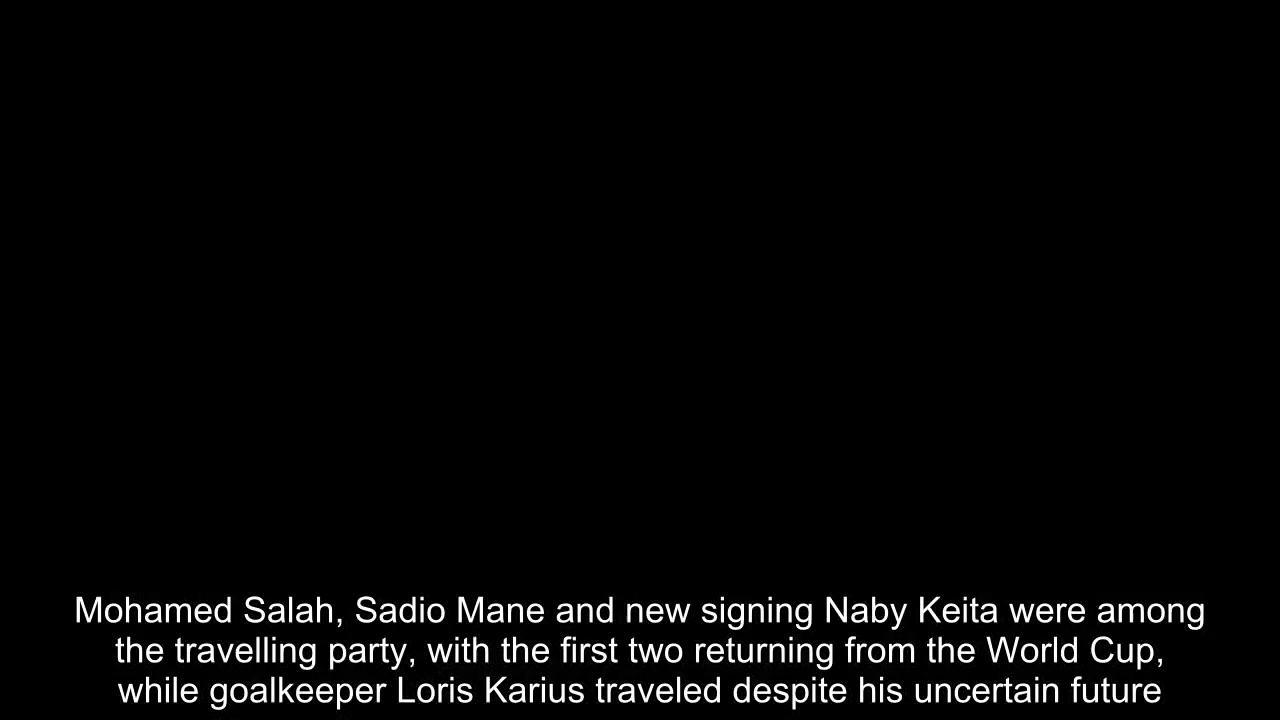 Mohamed Salah, Sadio Mane and new signing Naby Keita were among
the travelling party, with the first two returning from the World Cup,
while goalkeeper Loris Karius traveled despite his uncertain future